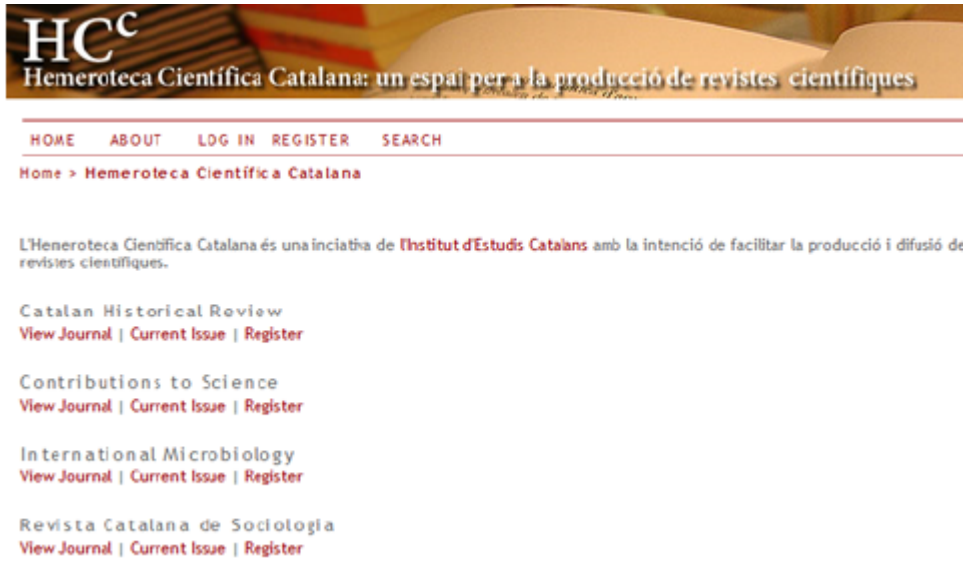 HCc
Hemeroteca Científica Catalana: un espai per a la producció de revistes científiques
HOME ABOUT LOG IN REGISTER SEARCH
Home > Hemeroteca Científica Catalana
L'Hemeroteca Científica Catalana és una inciativa de l'Institut d'Estudis Catalans amb la intenció de facilitar la producció i difusió de
revistes científiques.
Catalan Historical Review
View Journal | Current Issue | Register
Contributions to Science
View Journal | Current Issue | Register
International Microbiology
View Journal | Current Issue | Register
Revista Catalana de Sociologia
View Journal | Current Issue | Register